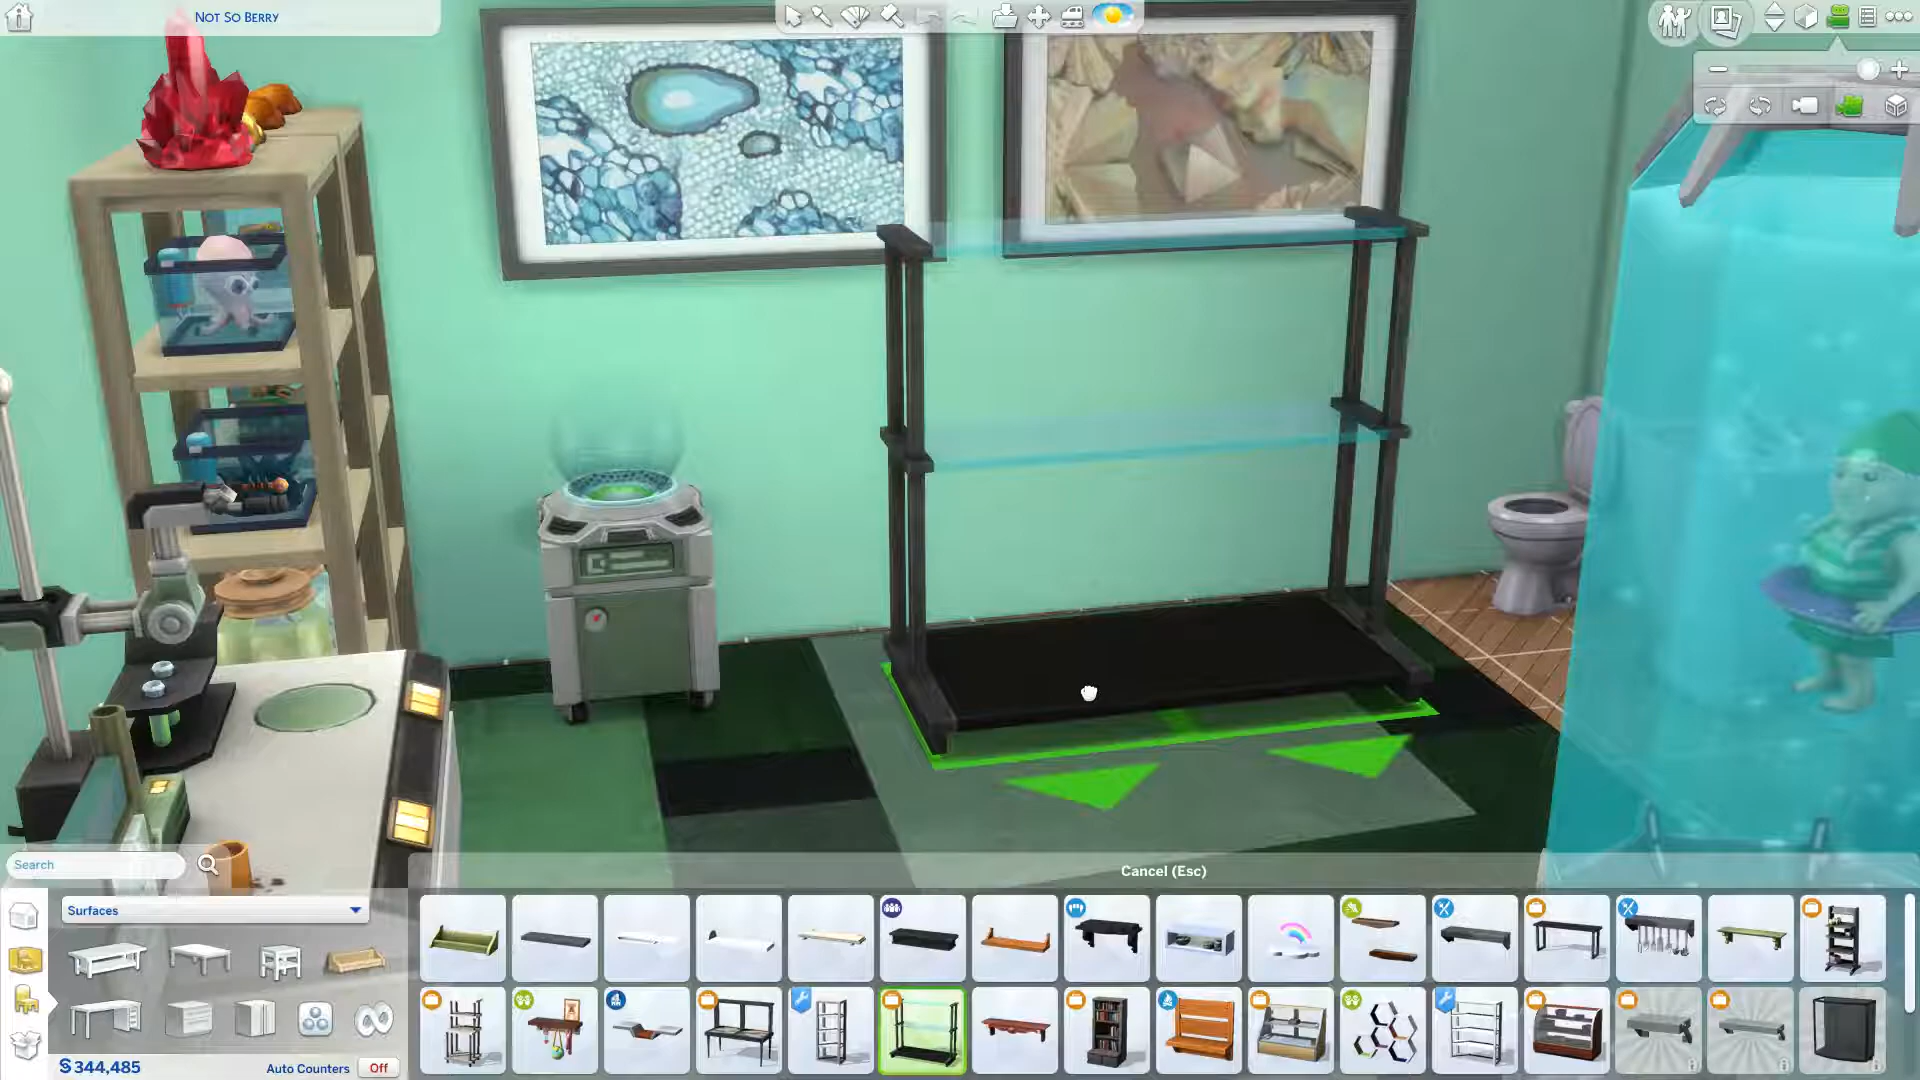 NOT SO BERRY
Cancel (Esc)
Search
Surfaces
§344,485
Auto Counters
Off